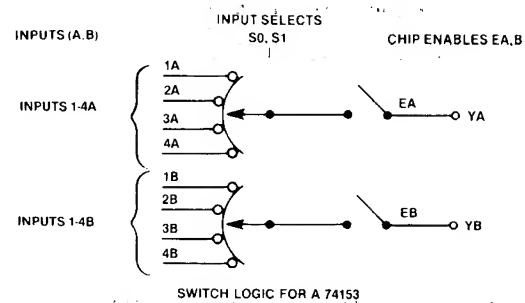 INPUT SELECTS
INPUTS (A,B)
S0, S1
CHIP ENABLES EA,B
1A
2A
INPUTS 1-4A
3A
4A
EA
YA
1B
2B
INPUTS 1-4B
3B
4B
EB
YB
SWITCH LOGIC FOR A 74153